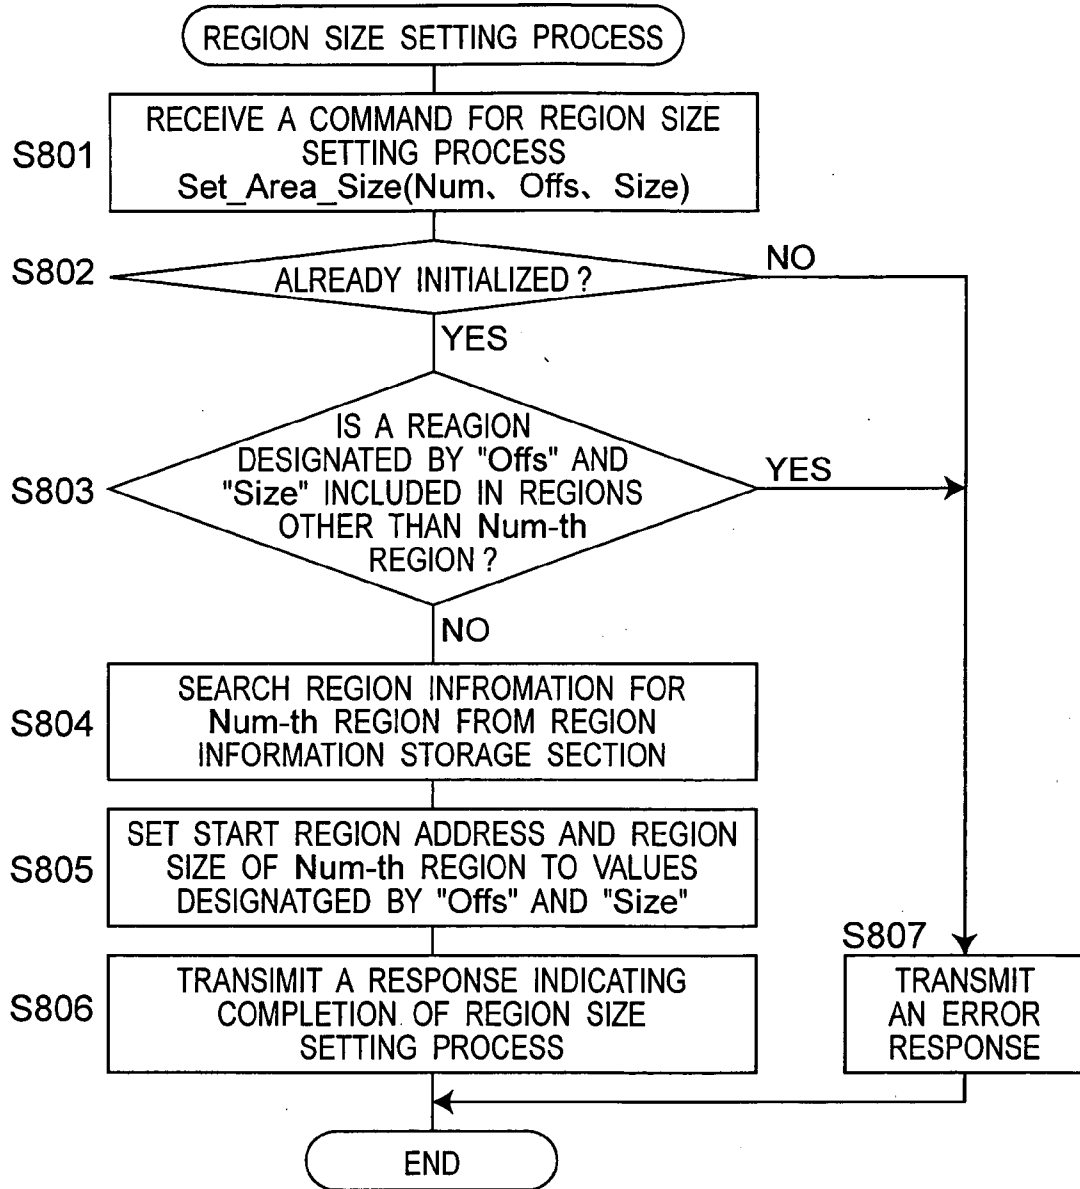 REGION SIZE SETTING PROCESS
S801
RECEIVE A COMMAND FOR REGION SIZE
SETTING PROCESS
Set_Area_Size(Num、Offs、Size)
S802
ALREADY INITIALIZED?
NO
YES
S803
IS A REAGION
DESIGNATED BY "Offs" AND
"Size" INCLUDED IN REGIONS
OTHER THAN Num-th
REGION?
YES
NO
S804
SEARCH REGION INFROMATION FOR
Num-th REGION FROM REGION
INFORMATION STORAGE SECTION
S805
SET START REGION ADDRESS AND REGION
SIZE OF Num-th REGION TO VALUES
DESIGNATGED BY "Offs" AND "Size"
S806
TRANSIMIT A RESPONSE INDICATING
COMPLETION OF REGION SIZE
SETTING PROCESS
S807
TRANSMIT
AN ERROR
RESPONSE
END